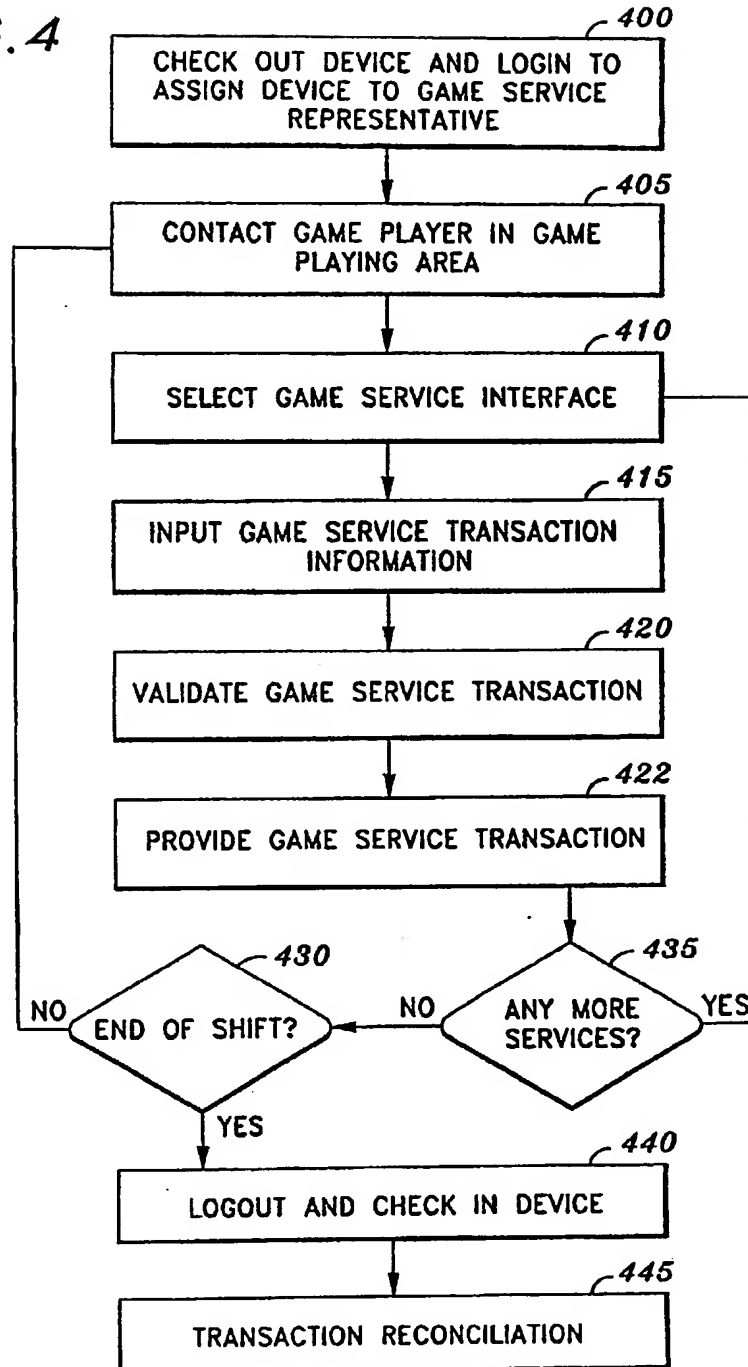 .4
400
CHECK OUT DEVICE AND LOGIN TO
ASSIGN DEVICE TO GAME SERVICE
REPRESENTATIVE
405
CONTACT GAME PLAYER IN GAME
PLAYING AREA
410
SELECT GAME SERVICE INTERFACE
415
INPUT GAME SERVICE TRANSACTION
INFORMATION
420
VALIDATE GAME SERVICE TRANSACTION
422
PROVIDE GAME SERVICE TRANSACTION
430
435
NO
END OF SHIFT?
NO
ANY MORE
SERVICES?
YES
YES
440
LOGOUT AND CHECK IN DEVICE
445
TRANSACTION RECONCILIATION